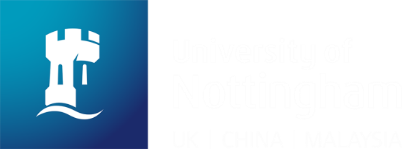 University of
Nottingham
UK | CHINA | MALAYSIA